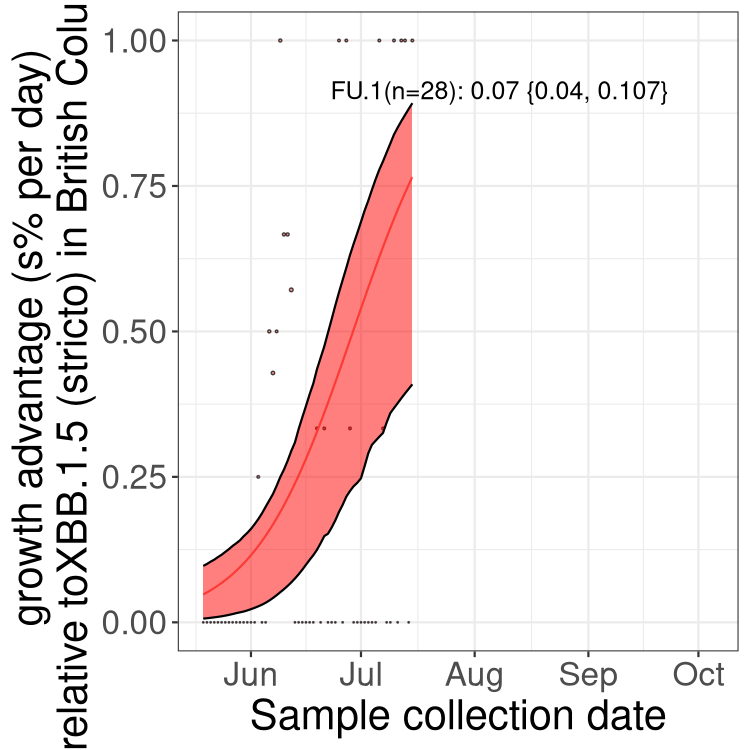 growth advantage (s% per day)
relative toXBB.1.5 (stricto) in British Colu
1.00
0.75
0.50
0.25
0.00
FU.1(n=28): 0.07 {0.04, 0.107}
Jun Jul Aug Sep Oct
Sample collection date